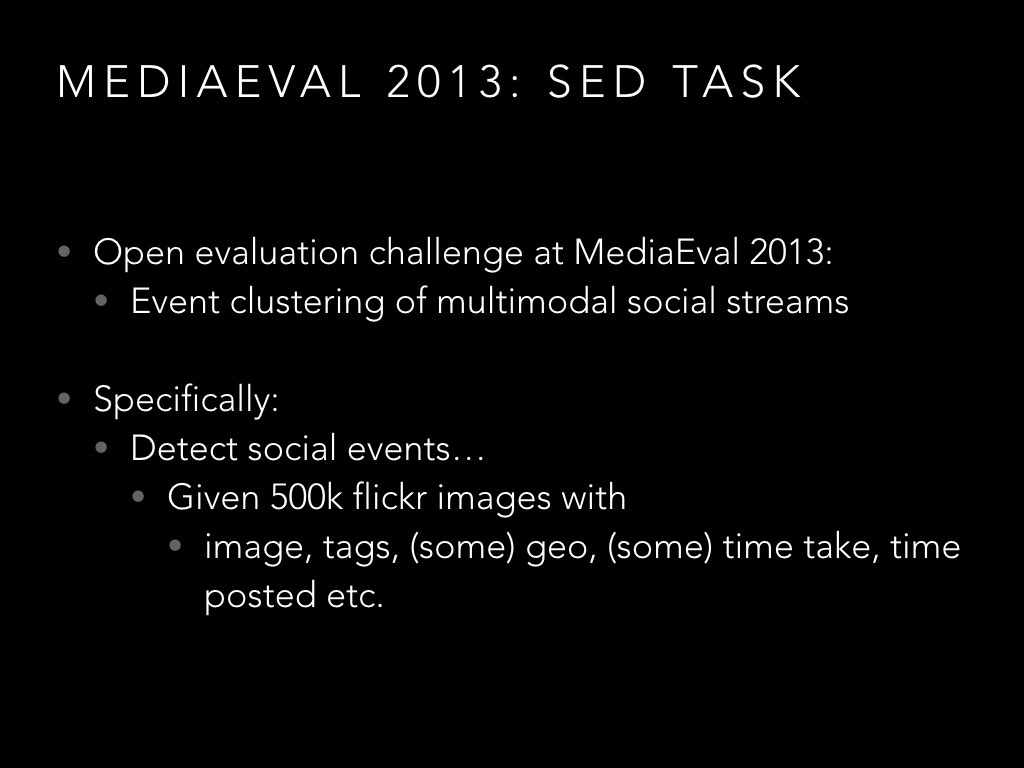 MEDIAEVAL 2013: SED TASK
• Open evaluation challenge at MediaEval 2013:
• Event clustering of multimodal social streams
• Specifically:
• Detect social events…
• Given 500k flickr images with
• image, tags, (some) geo, (some) time take, time
posted etc.